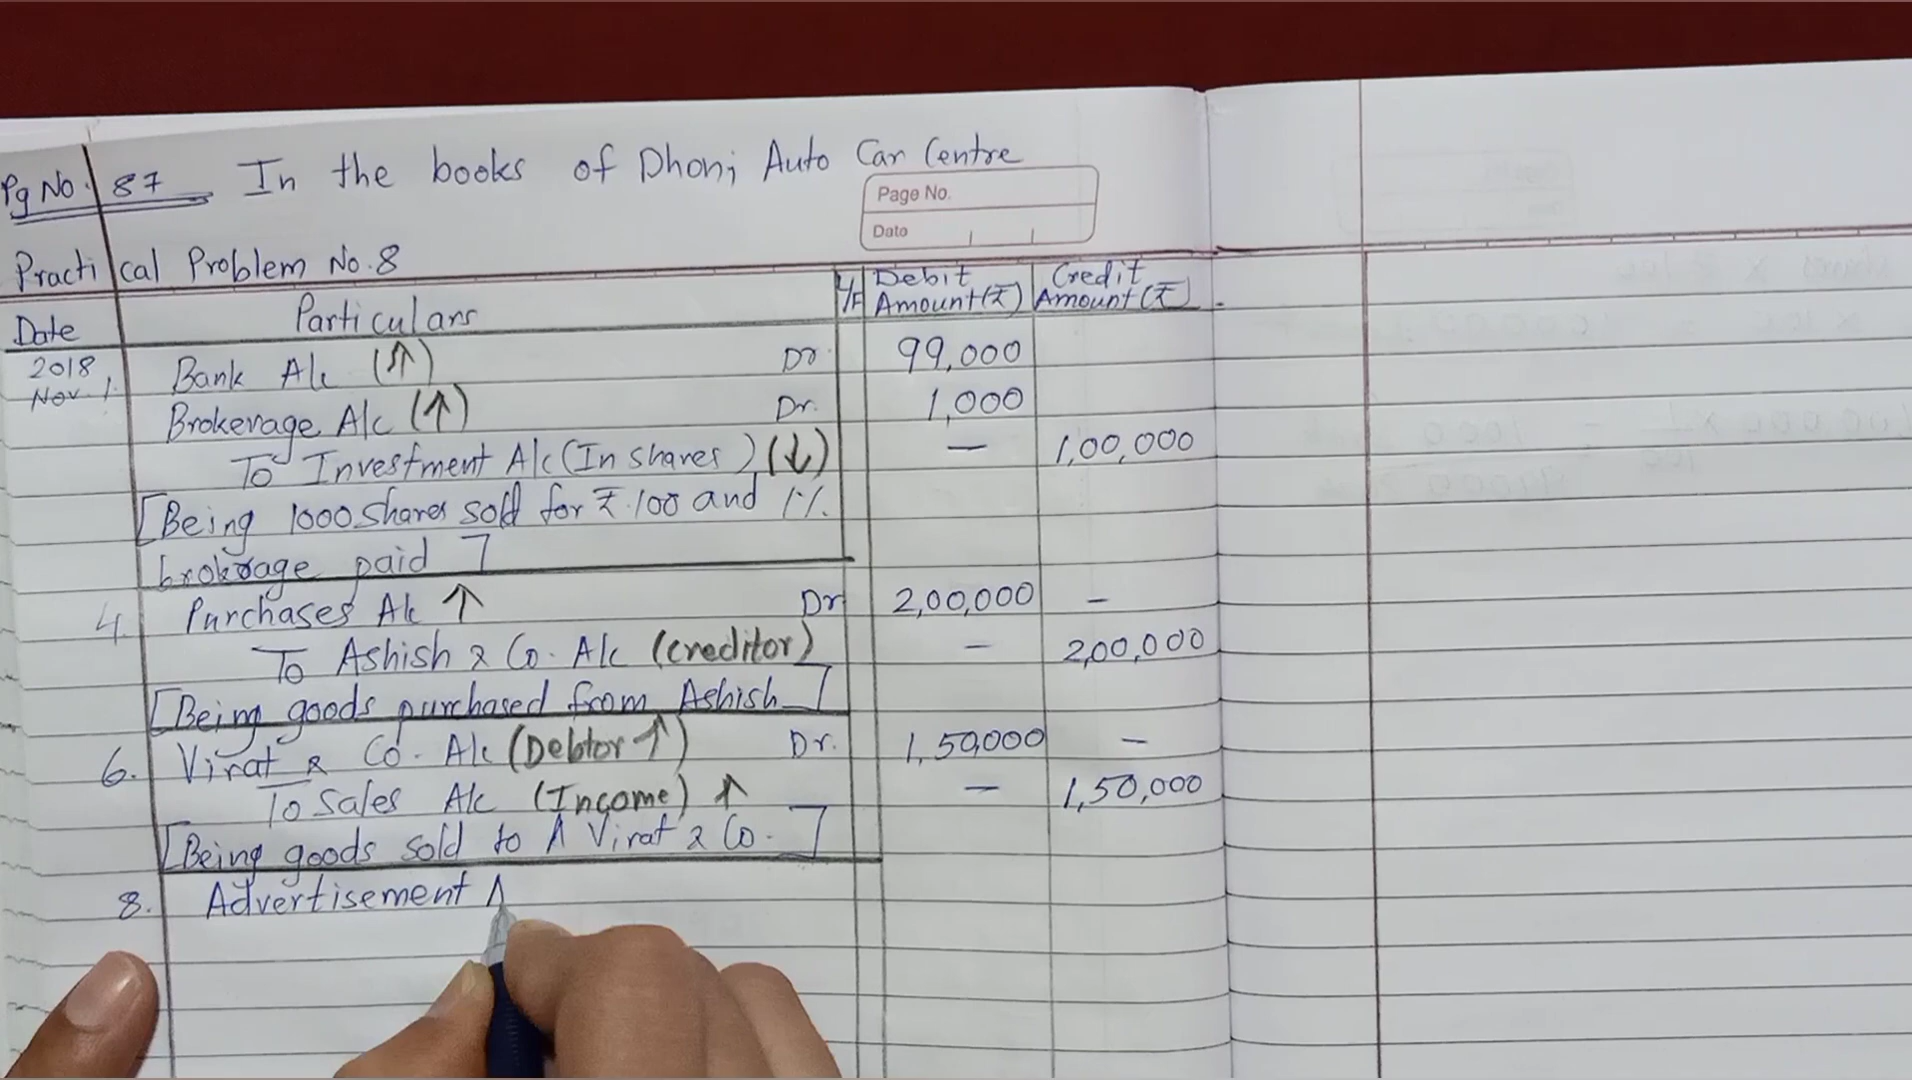 Pg No. 87 In the books of Dhoni Auto Car Centre
Page No.
Date
Practical Problem No. 8
Date Particulars L/F Debit Amount (₹) Credit Amount (₹)
2018 Nov. 1 Bank A/c (↑) Dr 99,000
Brokerage A/c (↑) Dr. 1,000
To Investment A/c (In shares) (↓) — 1,00,000
[Being 1000 shares sold for ₹.100 and 1%.
brokrage paid ]
4. Purchases A/c ↑ Dr 2,00,000 —
To Ashish & Co. A/c (creditor) — 2,00,000
[Being goods purchased from Ashish ]
6. Virat & Co. A/c (Debtor ↑) Dr. 1,50,000 —
To Sales A/c (Income) ↑ — 1,50,000
[Being goods sold to A Virat & Co. ]
8. Advertisement A